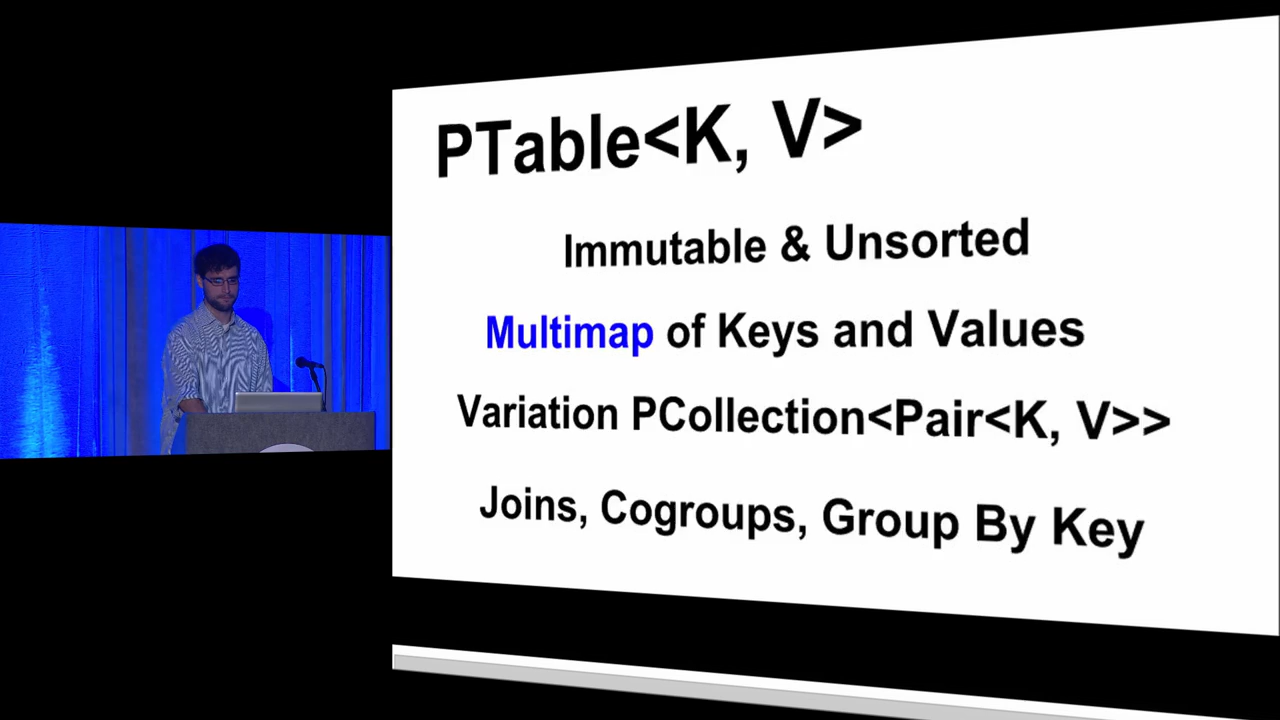 PTable<K, V>
Immutable & Unsorted
Multimap of Keys and Values
Variation PCollection<Pair<K, V>>
Joins, Cogroups, Group By Key